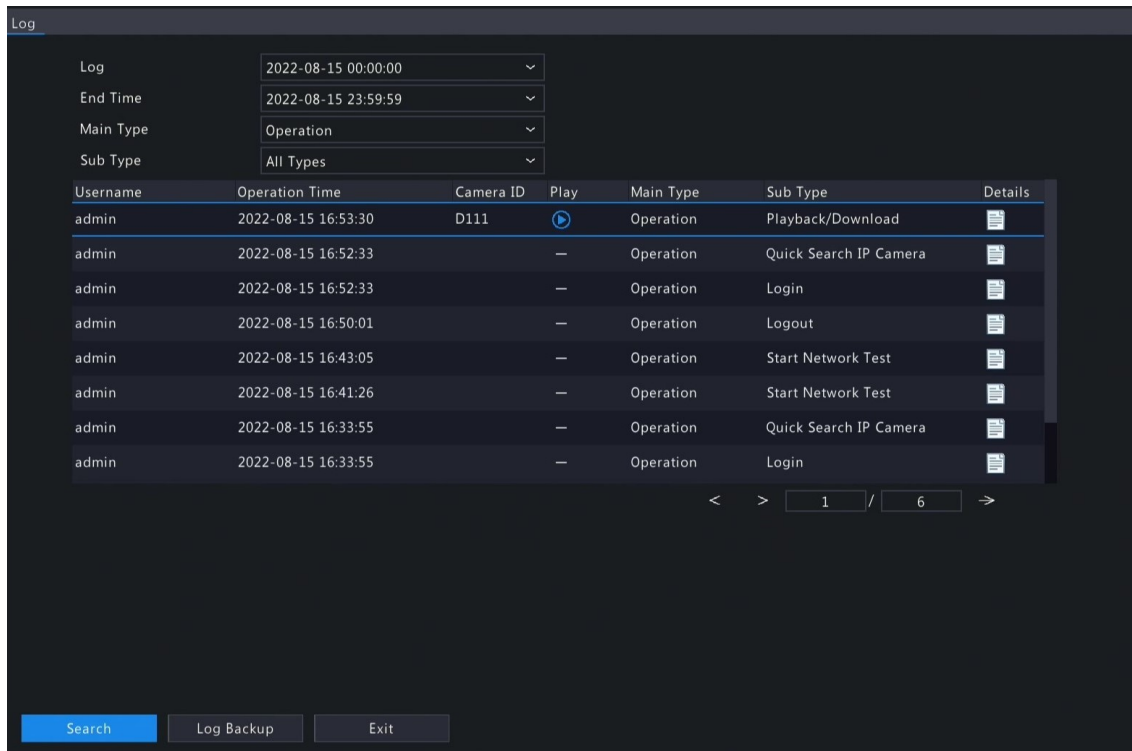 Log
Log 2022-08-15 00:00:00
End Time 2022-08-15 23:59:59
Main Type Operation
Sub Type All Types
Username Operation Time Camera ID Play Main Type Sub Type Details
admin 2022-08-15 16:53:30 D111 Operation Playback/Download
admin 2022-08-15 16:52:33 — Operation Quick Search IP Camera
admin 2022-08-15 16:52:33 — Operation Login
admin 2022-08-15 16:50:01 — Operation Logout
admin 2022-08-15 16:43:05 — Operation Start Network Test
admin 2022-08-15 16:41:26 — Operation Start Network Test
admin 2022-08-15 16:33:55 — Operation Quick Search IP Camera
admin 2022-08-15 16:33:55 — Operation Login
< > 1 / 6 →
Search Log Backup Exit